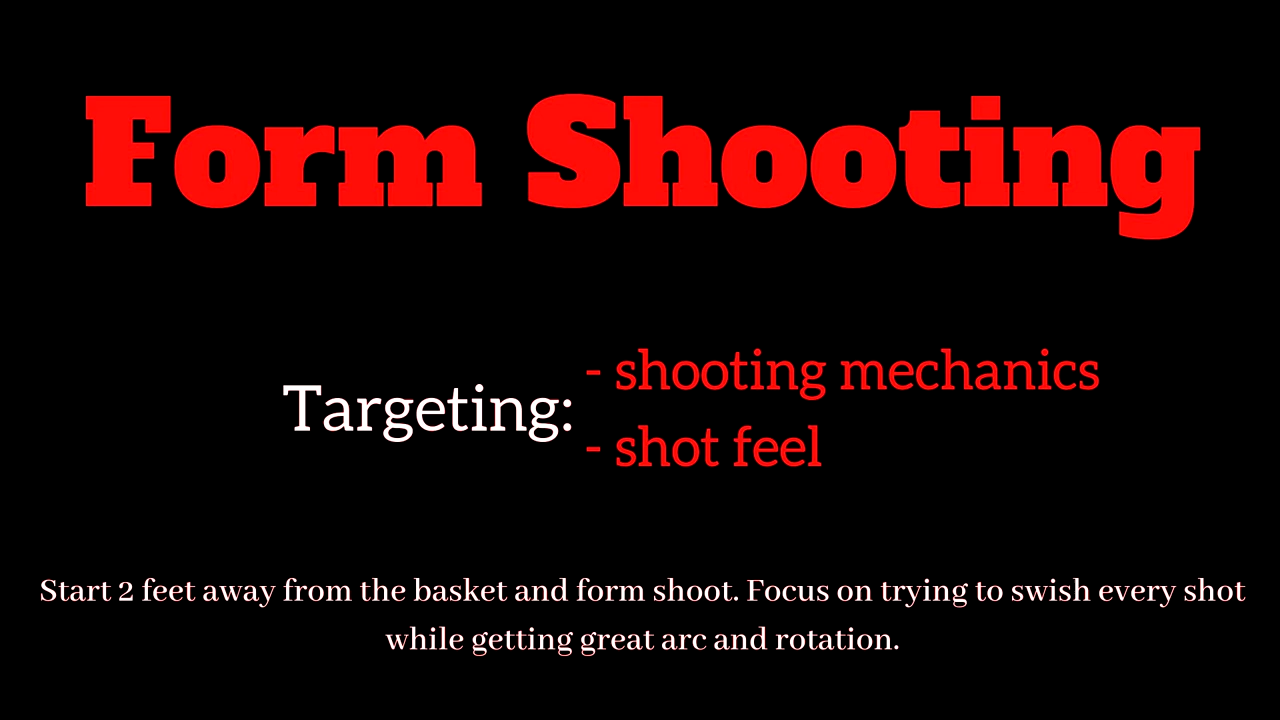 Form Shooting
Targeting:
- shooting mechanics
- shot feel
Start 2 feet away from the basket and form shoot. Focus on trying to swish every shot
while getting great arc and rotation.